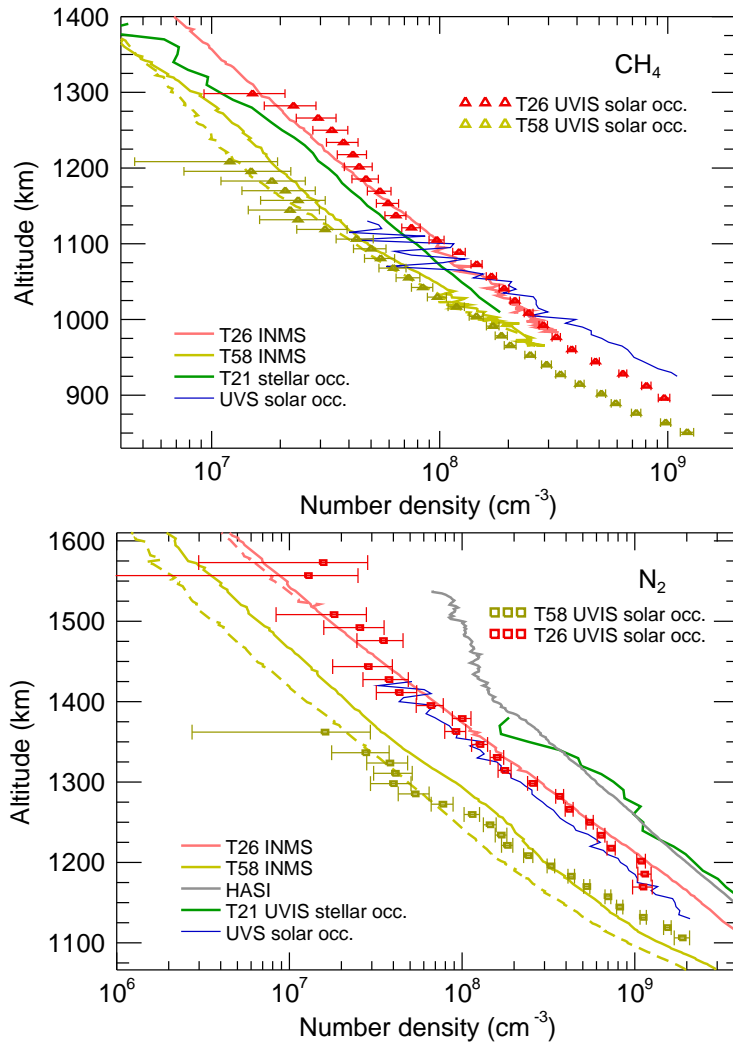 1400
1300
1200
1100
1000
900
Altitude (km)
CH4
T26 UVIS solar occ.
T58 UVIS solar occ.
T26 INMS
T58 INMS
T21 stellar occ.
UVS solar occ.
10^7
10^8
10^9
Number density (cm^-3)
1600
1500
1400
1300
1200
1100
Altitude (km)
N2
T58 UVIS solar occ.
T26 UVIS solar occ.
T26 INMS
T58 INMS
HASI
T21 UVIS stellar occ.
UVS solar occ.
10^6
10^7
10^8
10^9
Number density (cm^-3)